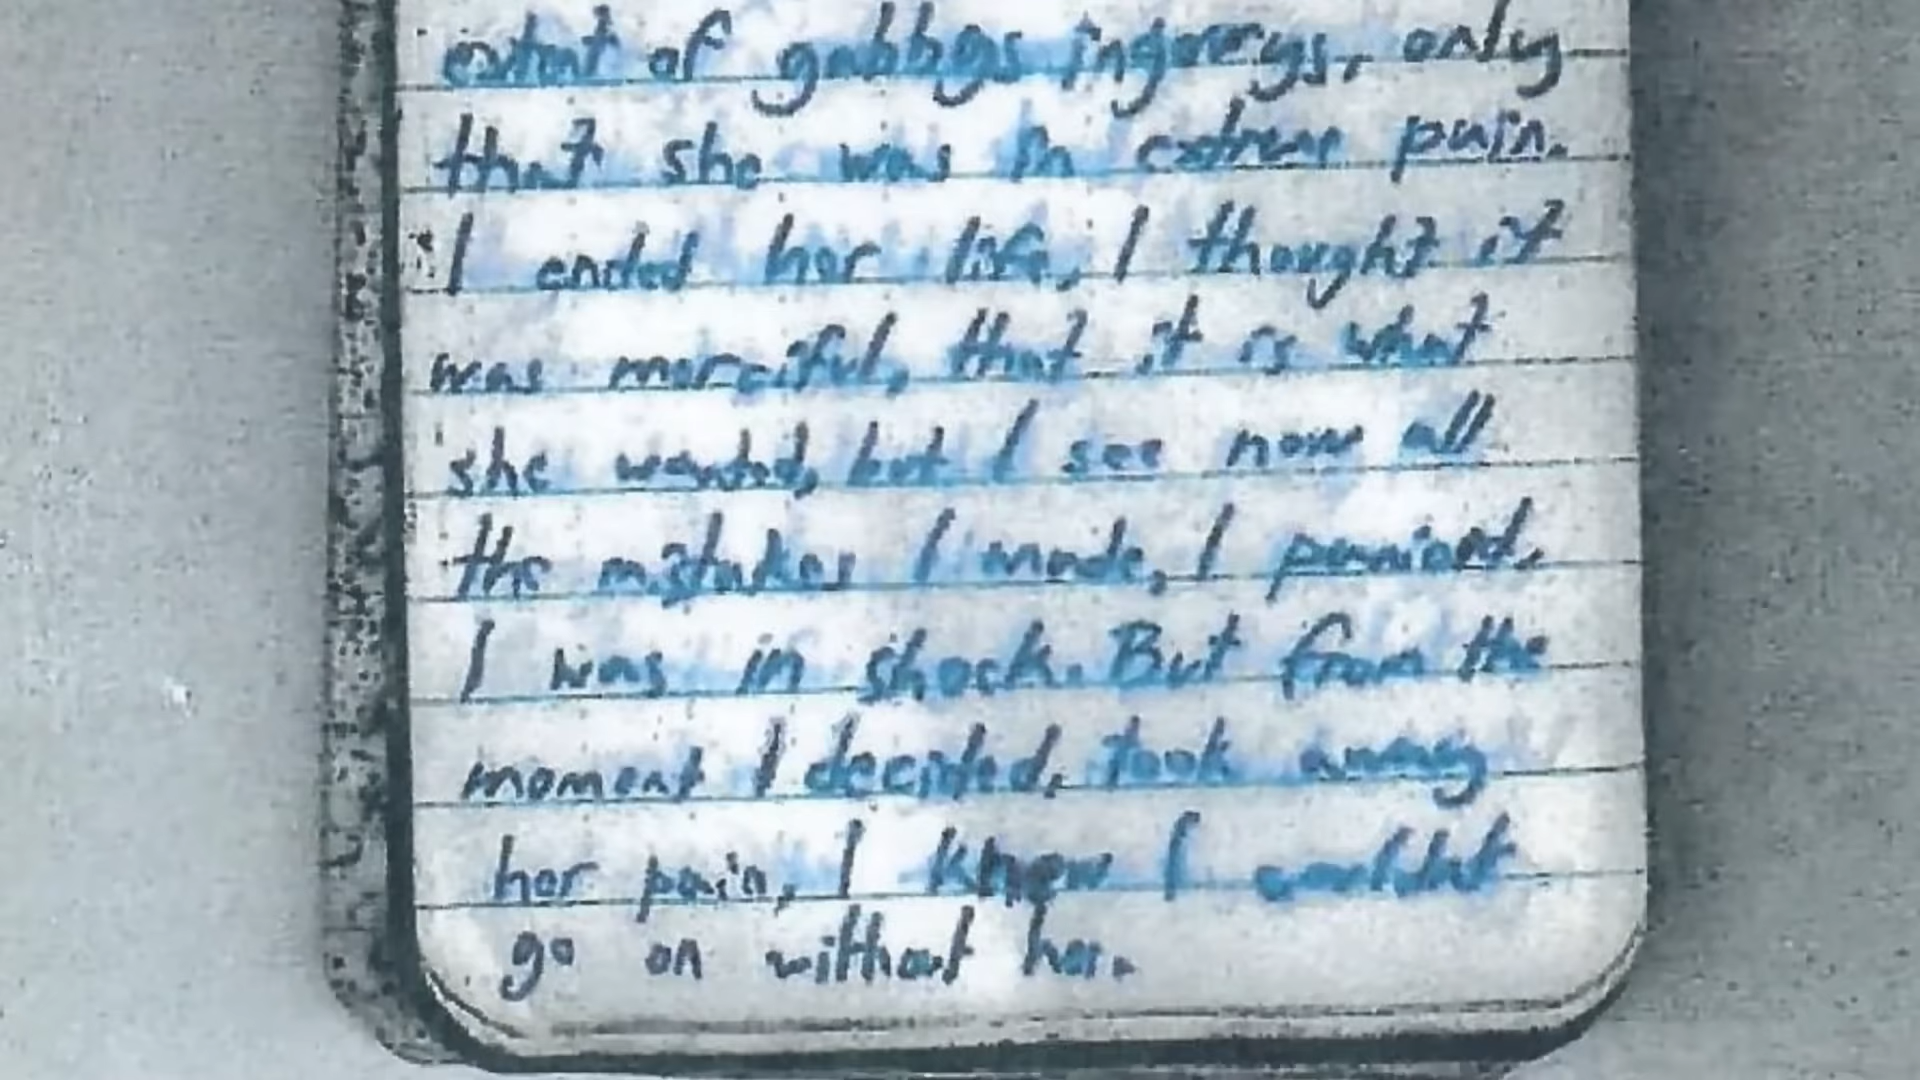 extent of gabbys ingurys, only
that she was in extreme pain.
I ended her life, I thought it
was merciful, that it is what
she wanted, but I see now all
the mistakes I made, I panicked.
I was in shock. But from the
moment I decided, took away
her pain, I knew I wouldnt
go on without her.